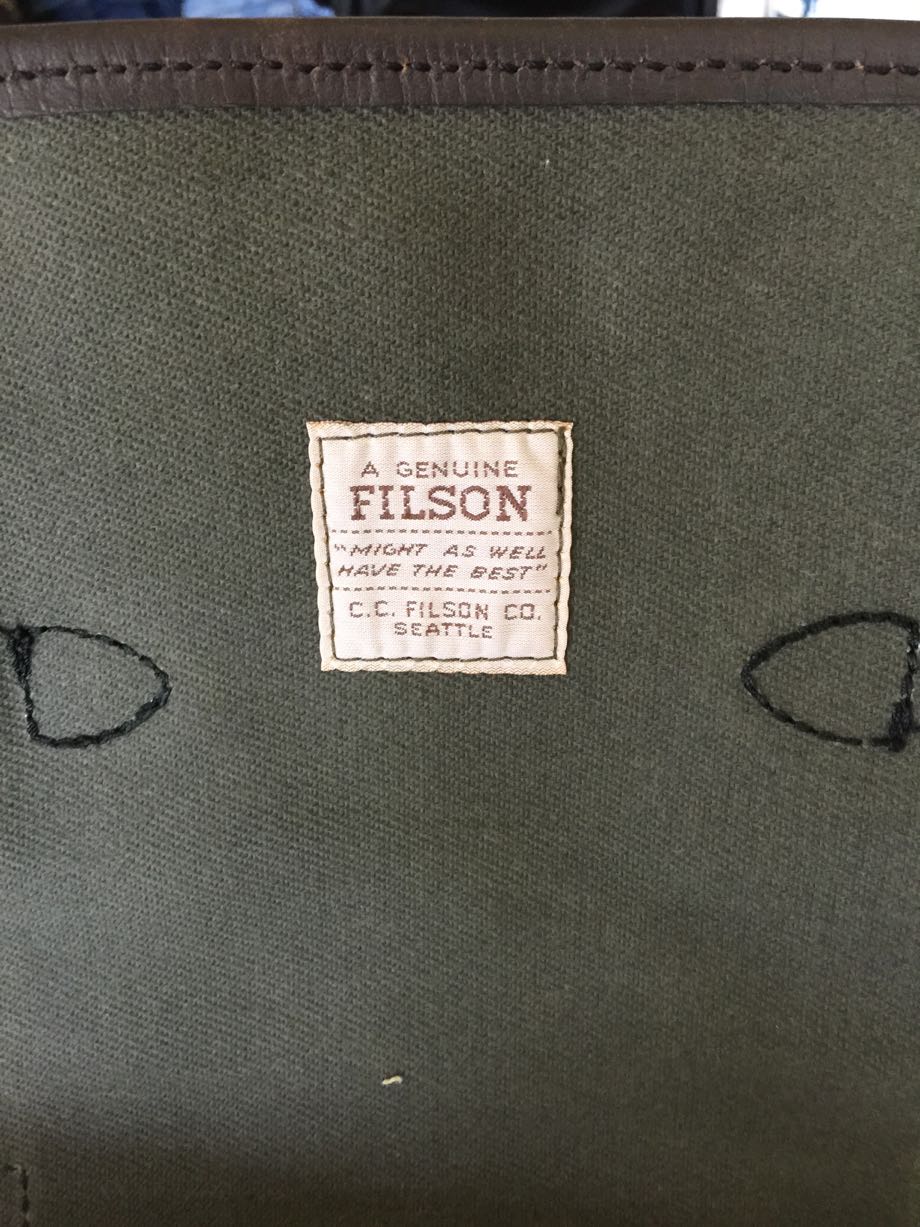 A GENUINE
FILSON
"MIGHT AS WELL
HAVE THE BEST"
C.C. FILSON CO.
SEATTLE